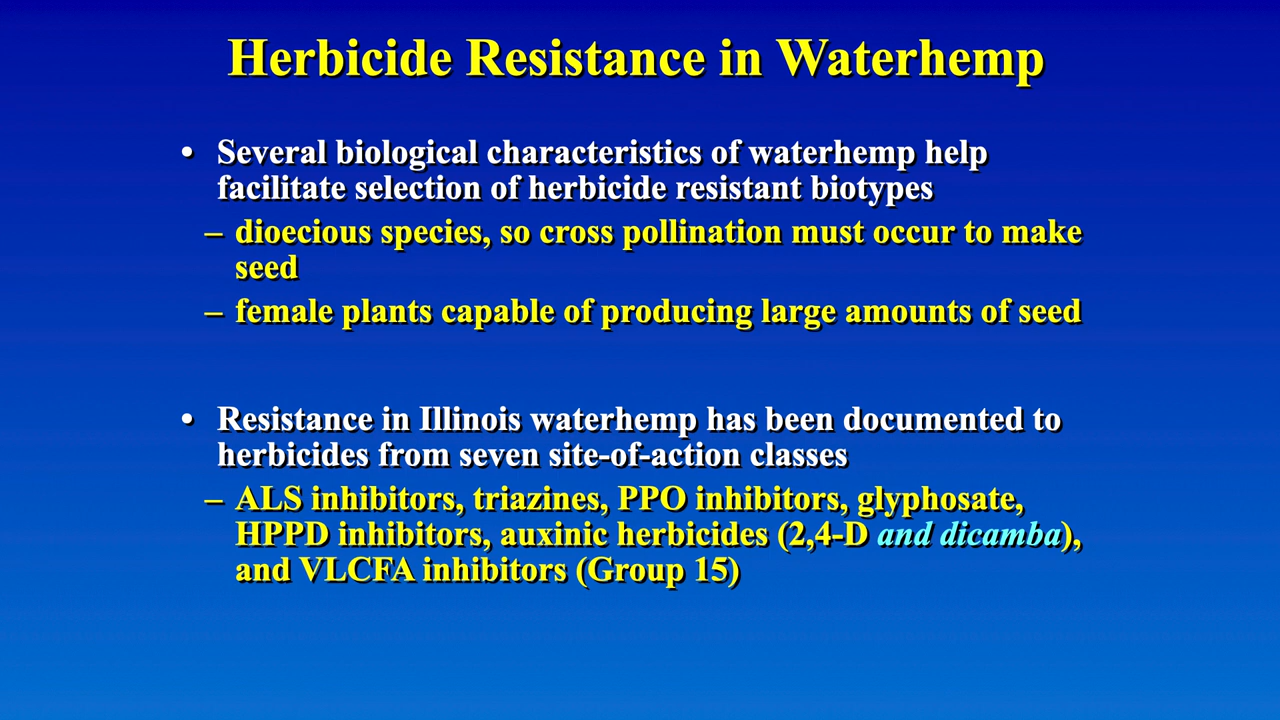 Herbicide Resistance in Waterhemp
• Several biological characteristics of waterhemp help
facilitate selection of herbicide resistant biotypes
– dioecious species, so cross pollination must occur to make
seed
– female plants capable of producing large amounts of seed
• Resistance in Illinois waterhemp has been documented to
herbicides from seven site-of-action classes
– ALS inhibitors, triazines, PPO inhibitors, glyphosate,
HPPD inhibitors, auxinic herbicides (2,4-D and dicamba),
and VLCFA inhibitors (Group 15)